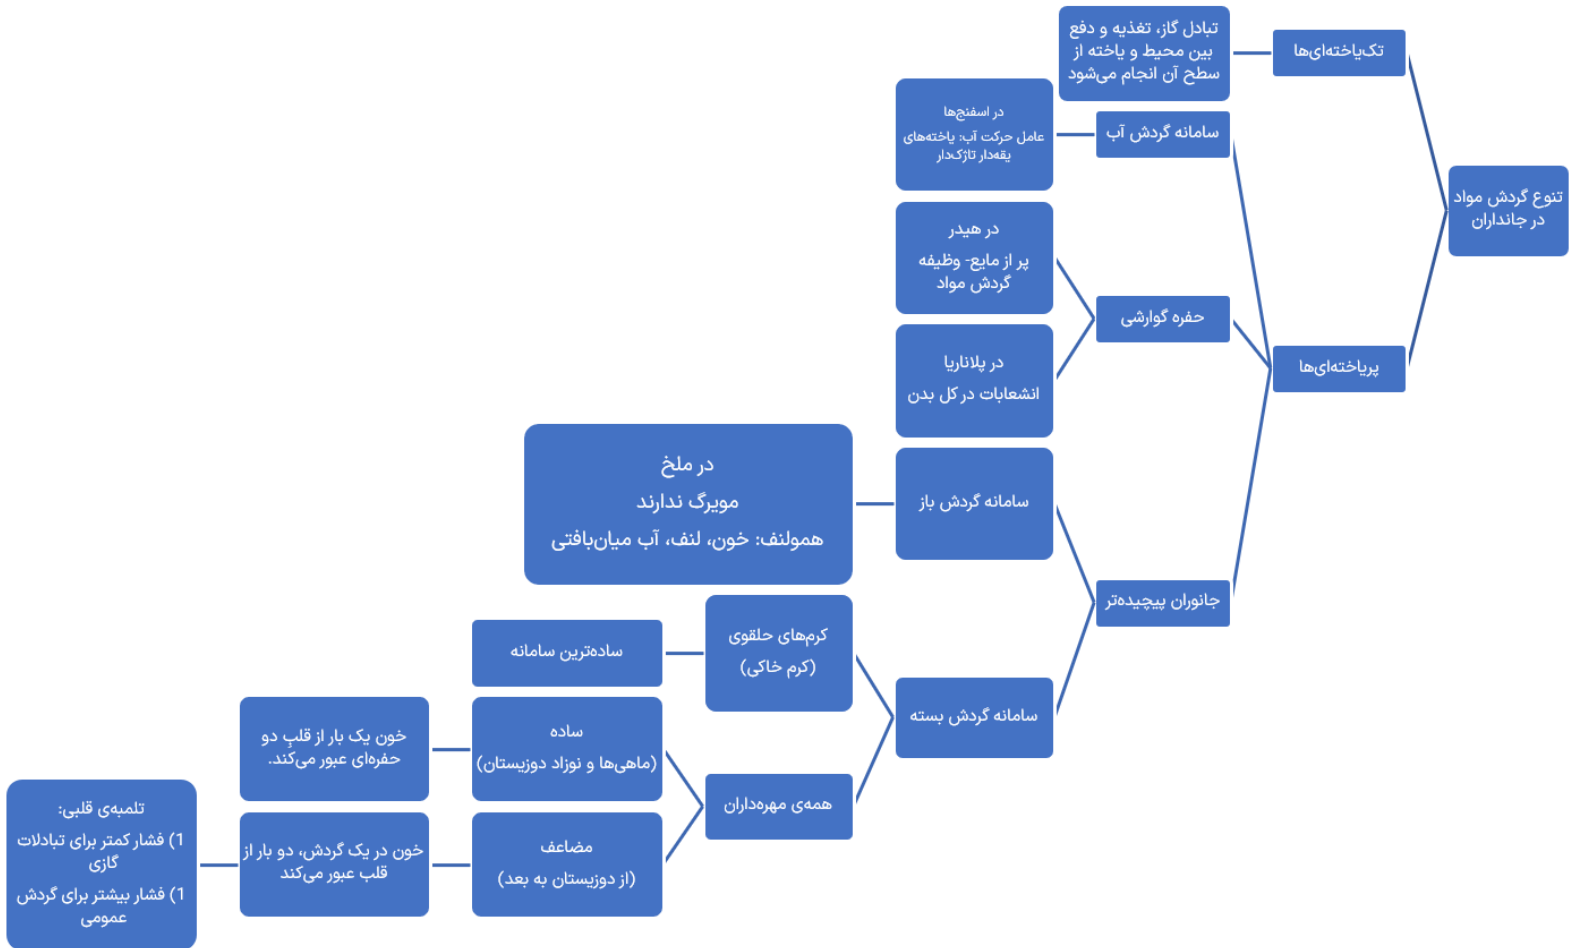 تنوع گردش مواد
در جانداران
تک‌یاخته‌ای‌ها
تبادل گاز، تغذیه و دفع
بین محیط و یاخته از
سطح آن انجام می‌شود
پریاخته‌ای‌ها
سامانه گردش آب
در اسفنج‌ها
عامل حرکت آب: یاخته‌های
یقه‌دار تاژک‌دار
حفره گوارشی
در هیدر
پر از مایع- وظیفه
گردش مواد
در پلاناریا
انشعابات در کل بدن
جانوران پیچیده‌تر
سامانه گردش باز
در ملخ
مویرگ ندارند
همولنف: خون، لنف، آب میان‌بافتی
سامانه گردش بسته
کرم‌های حلقوی
(کرم خاکی)
ساده‌ترین سامانه
همه‌ی مهره‌داران
ساده
(ماهی‌ها و نوزاد دوزیستان)
خون یک بار از قلبِ دو
حفره‌ای عبور می‌کند.
مضاعف
(از دوزیستان به بعد)
خون در یک گردش، دو بار از
قلب عبور می‌کند
تلمبه‌ی قلبی:
1) فشار کمتر برای تبادلات
گازی
1) فشار بیشتر برای گردش
عمومی